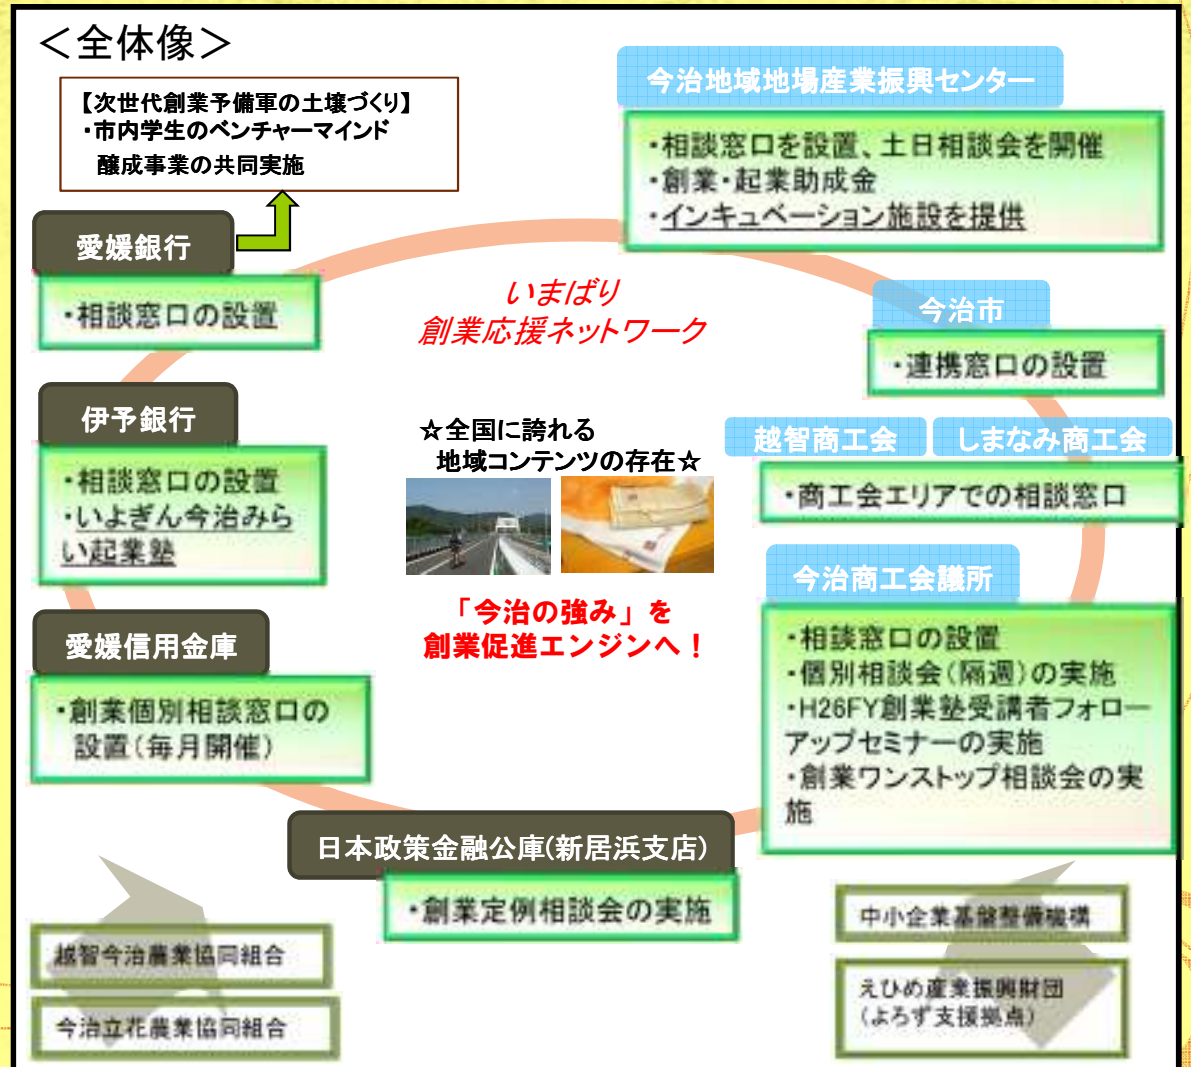 ＜全体像＞
【次世代創業予備軍の土壌づくり】
・市内学生のベンチャーマインド
醸成事業の共同実施
愛媛銀行
・相談窓口の設置
伊予銀行
・相談窓口の設置
・いよぎん今治みら
い起業塾
愛媛信用金庫
・創業個別相談窓口の
設置(毎月開催)
日本政策金融公庫(新居浜支店)
・創業定例相談会の実施
いまばり
創業応援ネットワーク
☆全国に誇れる
地域コンテンツの存在☆
「今治の強み」を
創業促進エンジンへ！
今治地域地場産業振興センター
・相談窓口を設置、土日相談会を開催
・創業・起業助成金
・インキュベーション施設を提供
今治市
・連携窓口の設置
越智商工会
しまなみ商工会
・商工会エリアでの相談窓口
今治商工会議所
・相談窓口の設置
・個別相談会(隔週)の実施
・H26FY創業塾受講者フォロー
アップセミナーの実施
・創業ワンストップ相談会の実
施
越智今治農業協同組合
今治立花農業協同組合
中小企業基盤整備機構
えひめ産業振興財団
(よろず支援拠点)